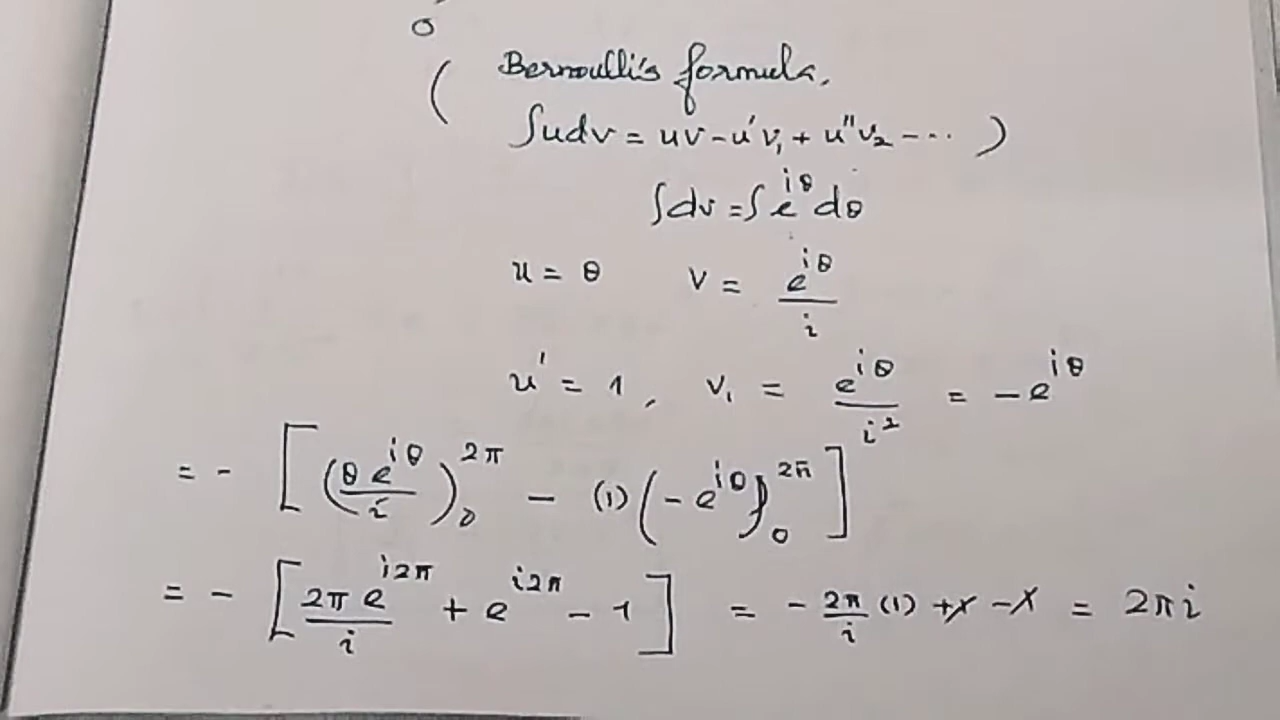 0
( Bernoulli's formula,
∫udv = uv - u'v₁ + u''v₂ - ... )
∫dv = ∫e^{iθ}dθ
u = θ v = e^{iθ}/i
u' = 1, v₁ = e^{iθ}/i² = -e^{iθ}
= - [(θe^{iθ}/i)₀^{2π} - (1)(-e^{iθ})₀^{2π}]
= - [2πe^{i2π}/i + e^{i2π} - 1] = - 2π/i (1) + 1 - 1 = 2πi